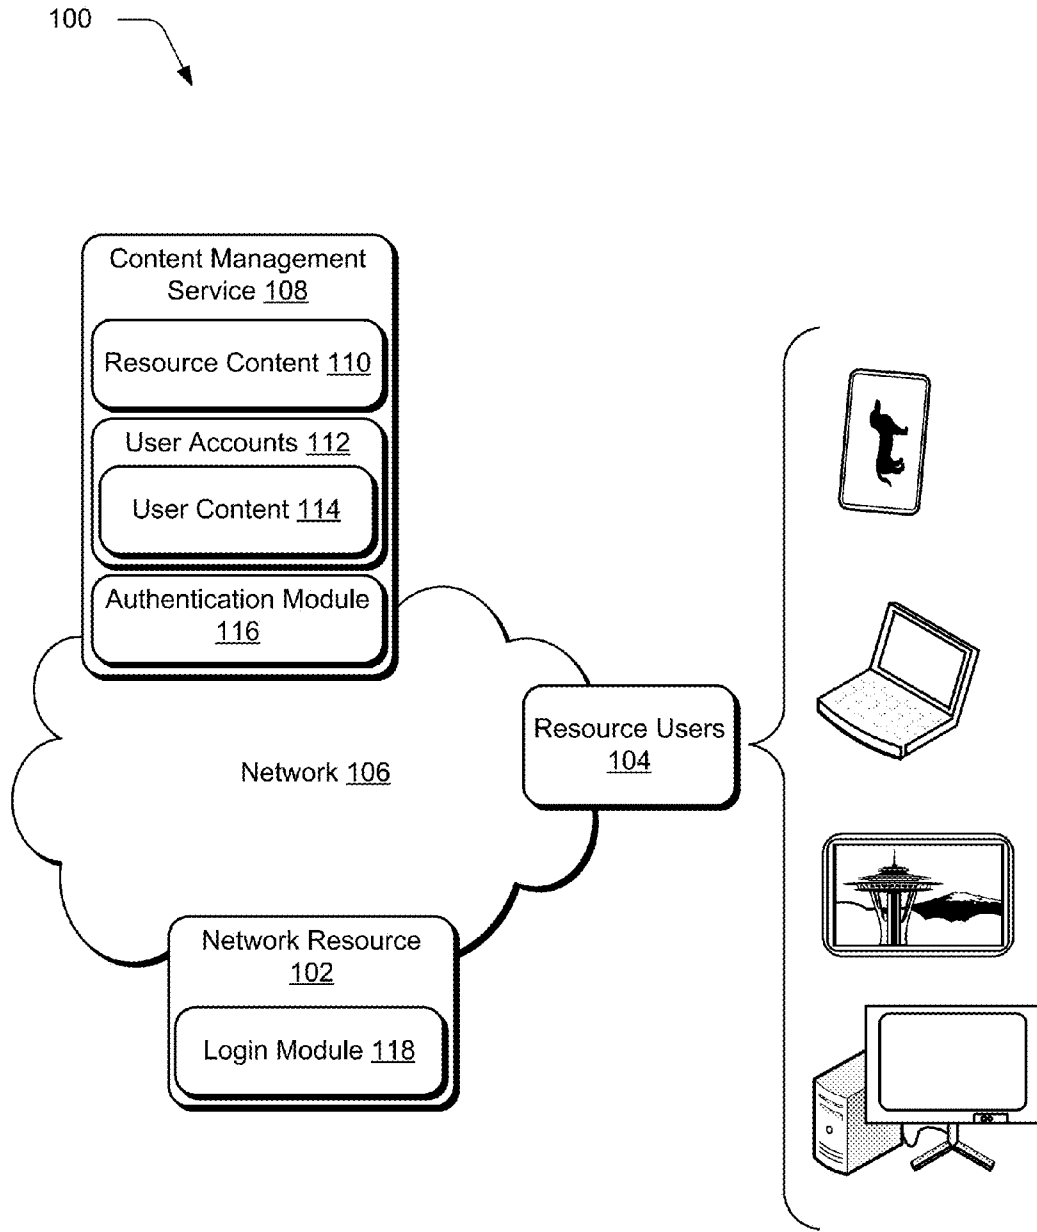 100
Content Management
Service 108
Resource Content 110
User Accounts 112
User Content 114
Authentication Module
116
Resource Users
104
Network 106
Network Resource
102
Login Module 118